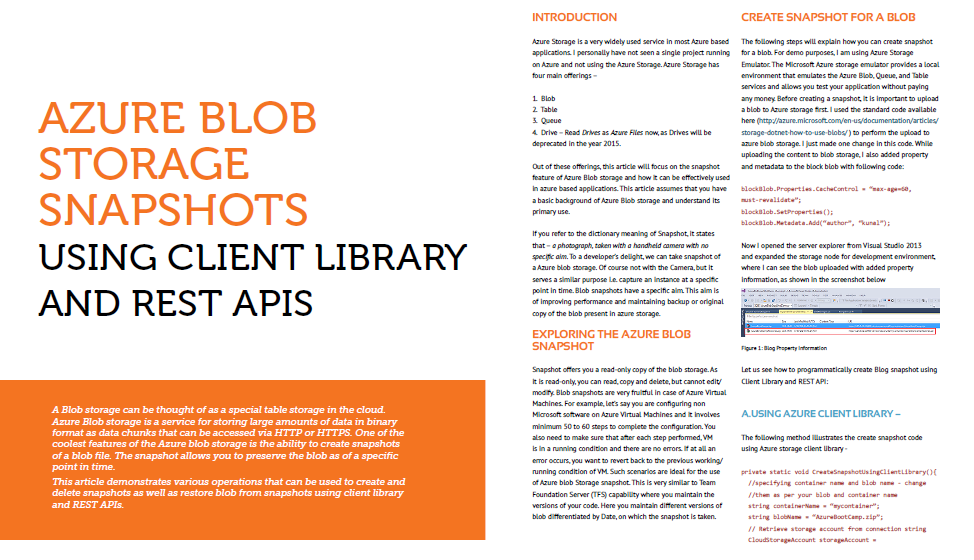 AZURE BLOB
STORAGE
SNAPSHOTS
USING CLIENT LIBRARY
AND REST APIS
A Blob storage can be thought of as a special table storage in the cloud.
Azure Blob storage is a service for storing large amounts of data in binary
format as data chunks that can be accessed via HTTP or HTTPS. One of the
coolest features of the Azure blob storage is the ability to create snapshots
of a blob file. The snapshot allows you to preserve the blob as of a specific
point in time.
This article demonstrates various operations that can be used to create and
delete snapshots as well as restore blob from snapshots using client library
and REST APIs.
INTRODUCTION
Azure Storage is a very widely used service in most Azure based
applications. I personally have not seen a single project running
on Azure and not using the Azure Storage. Azure Storage has
four main offerings –
1. Blob
2. Table
3. Queue
4. Drive – Read Drives as Azure Files now, as Drives will be
deprecated in the year 2015.
Out of these offerings, this article will focus on the snapshot
feature of Azure Blob storage and how it can be effectively used
in azure based applications. This article assumes that you have
a basic background of Azure Blob storage and understand its
primary use.
If you refer to the dictionary meaning of Snapshot, it states
that – a photograph, taken with a handheld camera with no
specific aim. To a developer's delight, we can take snapshot of
a Azure Blob storage. Of course not with the Camera, but it
serves a similar purpose i.e. capture an instance at a specific
point in time. Blob snapshots have a specific aim. This aim is
of improving performance and maintaining backup or original
copy of the blob present in azure storage.
EXPLORING THE AZURE BLOB
SNAPSHOT
Snapshot offers you a read-only copy of the blob storage. As
it is read-only, you can read, copy and delete, but cannot edit/
modify. Blob snapshots are very fruitful in case of Azure Virtual
Machines. For example, let's say you are configuring non
Microsoft software on Azure Virtual Machines and it involves
minimum 50 to 60 steps to complete the configuration. You
also need to make sure that after each step performed, VM
is in a running condition and there are no errors. If at all an
error occurs, you want to revert back to the previous working/
running condition of VM. Such scenarios are ideal for the use
of Azure blob Storage snapshot. This is very similar to Team
Foundation Server (TFS) capability where you maintain the
versions of your code. Here you maintain different versions of
blob differentiated by Date, on which the snapshot is taken.
CREATE SNAPSHOT FOR A BLOB
The following steps will explain how you can create snapshot
for a blob. For demo purposes, I am using Azure Storage
Emulator. The Microsoft Azure storage emulator provides a local
environment that emulates the Azure Blob, Queue, and Table
services and allows you test your application without paying
any money. Before creating a snapshot, it is important to upload
a blob to Azure storage first. I used the standard code available
here (http://azure.microsoft.com/en-us/documentation/articles/
storage-dotnet-how-to-use-blobs/) to perform the upload to
azure blob storage. I just made one change in this code. While
uploading the content to blob storage, I also added property
and metadata to the block blob with following code:
blockBlob.Properties.CacheControl = "max-age=60,
must-revalidate";
blockBlob.SetProperties();
blockBlob.Metadata.Add("author", "kunal");
Now I opened the server explorer from Visual Studio 2013
and expanded the storage node for development environment,
where I can see the blob uploaded with added property
information, as shown in the screenshot below
Figure 1: Blog Property Information
Let us see how to programmatically create Blog snapshot using
Client Library and REST API:
A.USING AZURE CLIENT LIBRARY –
The following method illustrates the create snapshot code
using Azure storage client library -
private static void CreateSnapshotUsingClientLibrary(){
//specifying container name and blob name - change
//them as per your blob and container name
string containerName = "mycontainer";
string blobName = "AzureBootCamp.zip";
// Retrieve storage account from connection string
CloudStorageAccount storageAccount =